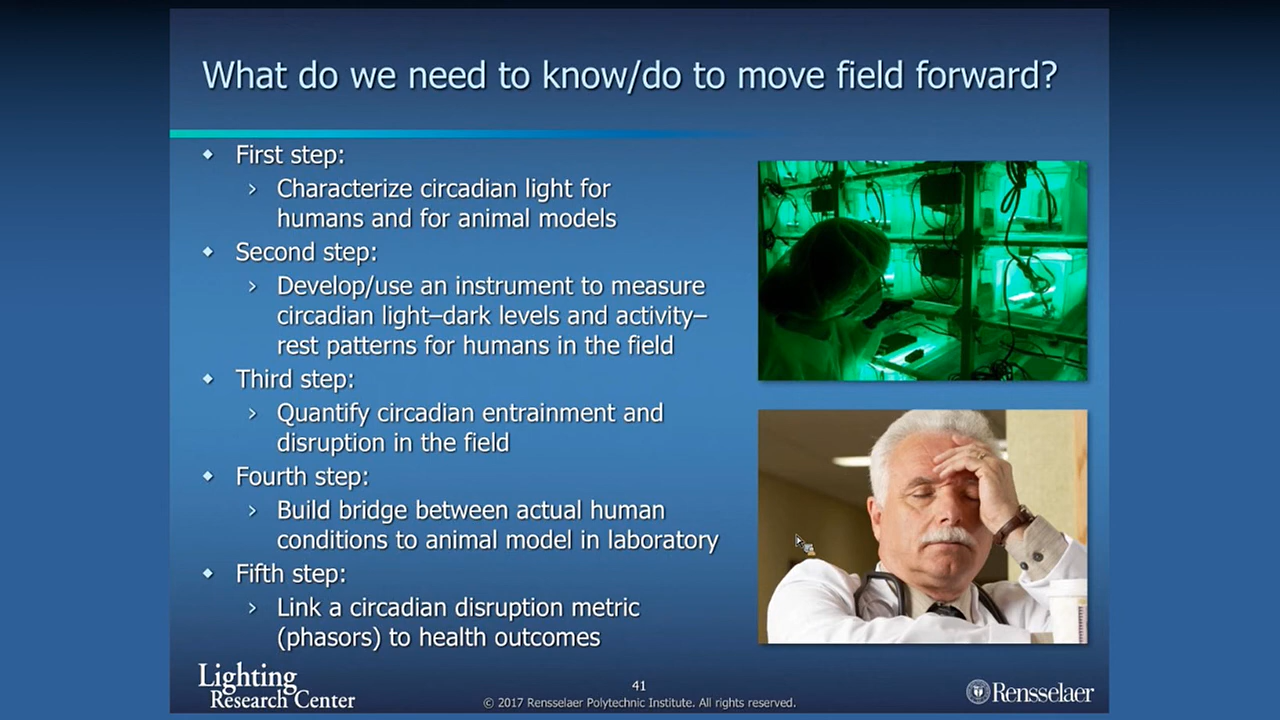 What do we need to know/do to move field forward?
First step:
Characterize circadian light for
humans and for animal models
Second step:
Develop/use an instrument to measure
circadian light–dark levels and activity–
rest patterns for humans in the field
Third step:
Quantify circadian entrainment and
disruption in the field
Fourth step:
Build bridge between actual human
conditions to animal model in laboratory
Fifth step:
Link a circadian disruption metric
(phasors) to health outcomes
Lighting
Research Center
41
© 2017 Rensselaer Polytechnic Institute. All rights reserved.
Rensselaer